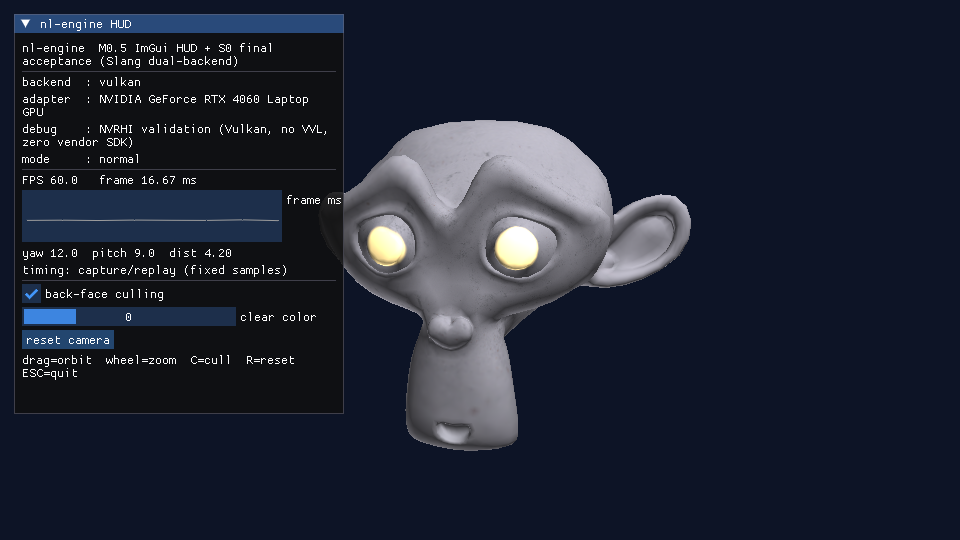 nl-engine HUD
nl-engine  M0.5 ImGui HUD + S0 final
acceptance (Slang dual-backend)
backend  : vulkan
adapter  : NVIDIA GeForce RTX 4060 Laptop
GPU
debug    : NVRHI validation (Vulkan, no VVL,
zero vendor SDK)
mode     : normal
FPS 60.0   frame 16.67 ms
frame ms
yaw 12.0  pitch 9.0  dist 4.20
timing: capture/replay (fixed samples)
back-face culling
0 clear color
reset camera
drag=orbit  wheel=zoom  C=cull  R=reset
ESC=quit